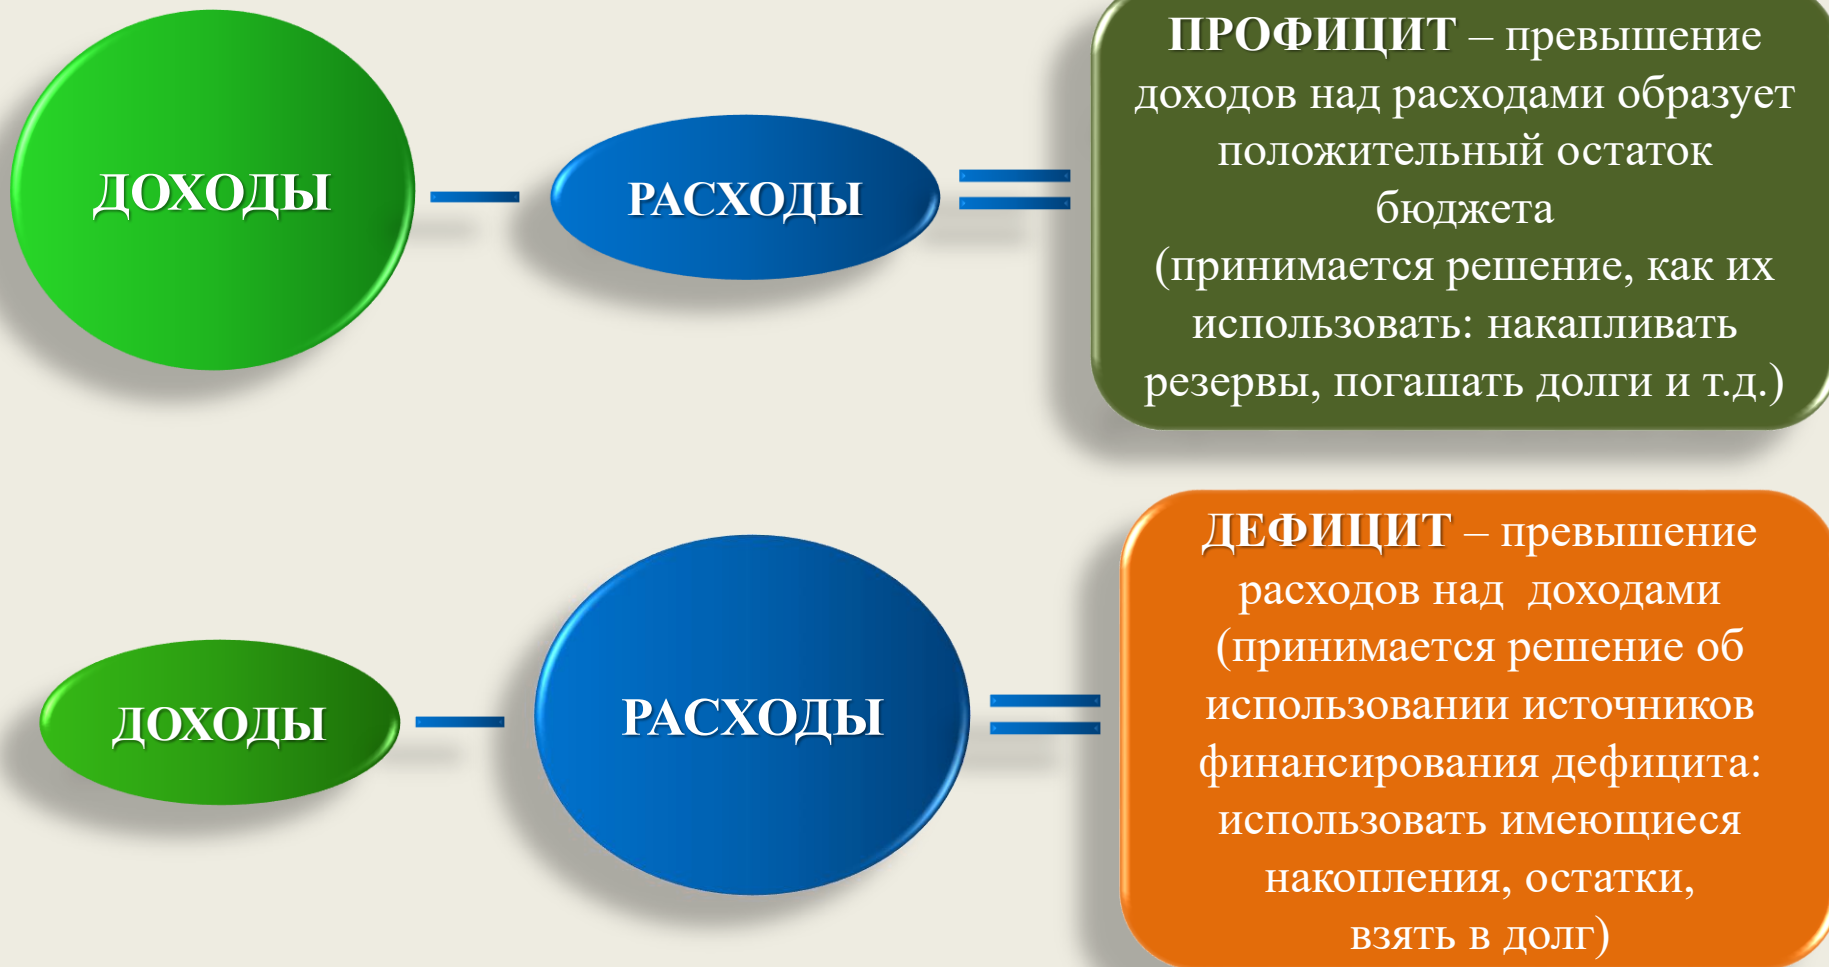 ДОХОДЫ
РАСХОДЫ
ПРОФИЦИТ – превышение
доходов над расходами образует
положительный остаток
бюджета
(принимается решение, как их
использовать: накапливать
резервы, погашать долги и т.д.)
ДОХОДЫ
РАСХОДЫ
ДЕФИЦИТ – превышение
расходов над  доходами
(принимается решение об
использовании источников
финансирования дефицита:
использовать имеющиеся
накопления, остатки,
взять в долг)